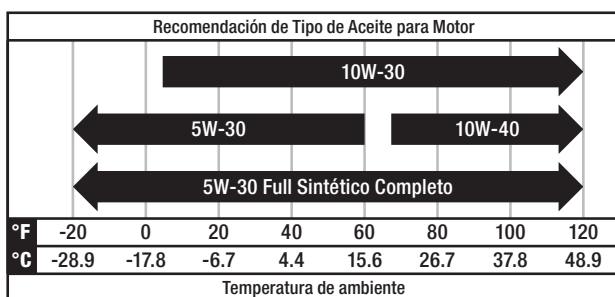 Recomendación de Tipo de Aceite para Motor
10W-30
5W-30 10W-40
5W-30 Full Sintético Completo
°F -20 0 20 40 60 80 100 120
°C -28.9 -17.8 -6.7 4.4 15.6 26.7 37.8 48.9
Temperatura de ambiente